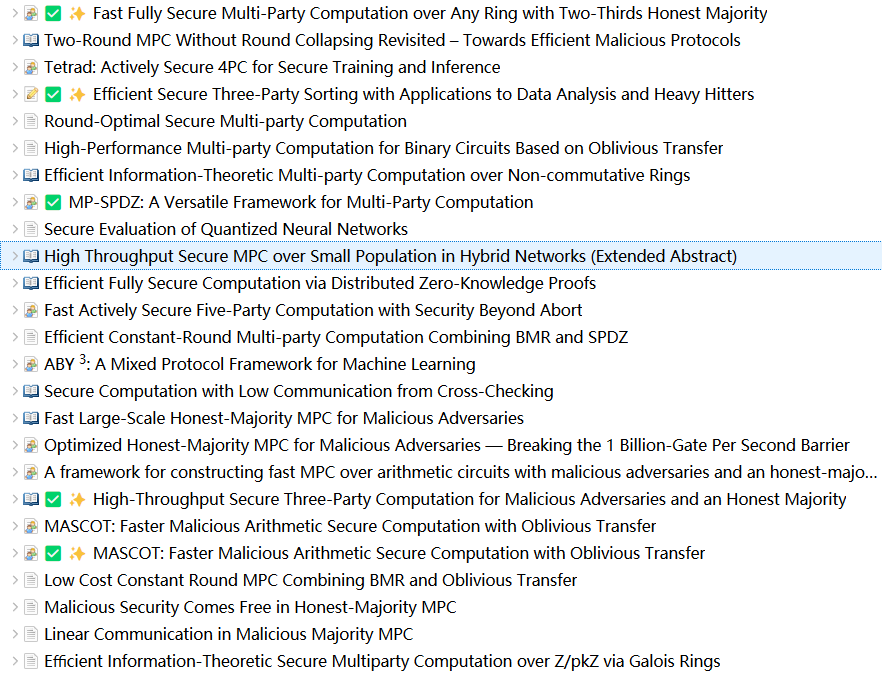 Fast Fully Secure Multi-Party Computation over Any Ring with Two-Thirds Honest Majority
Two-Round MPC Without Round Collapsing Revisited – Towards Efficient Malicious Protocols
Tetrad: Actively Secure 4PC for Secure Training and Inference
Efficient Secure Three-Party Sorting with Applications to Data Analysis and Heavy Hitters
Round-Optimal Secure Multi-party Computation
High-Performance Multi-party Computation for Binary Circuits Based on Oblivious Transfer
Efficient Information-Theoretic Multi-party Computation over Non-commutative Rings
MP-SPDZ: A Versatile Framework for Multi-Party Computation
Secure Evaluation of Quantized Neural Networks
High Throughput Secure MPC over Small Population in Hybrid Networks (Extended Abstract)
Efficient Fully Secure Computation via Distributed Zero-Knowledge Proofs
Fast Actively Secure Five-Party Computation with Security Beyond Abort
Efficient Constant-Round Multi-party Computation Combining BMR and SPDZ
ABY 3: A Mixed Protocol Framework for Machine Learning
Secure Computation with Low Communication from Cross-Checking
Fast Large-Scale Honest-Majority MPC for Malicious Adversaries
Optimized Honest-Majority MPC for Malicious Adversaries — Breaking the 1 Billion-Gate Per Second Barrier
A framework for constructing fast MPC over arithmetic circuits with malicious adversaries and an honest-majo...
High-Throughput Secure Three-Party Computation for Malicious Adversaries and an Honest Majority
MASCOT: Faster Malicious Arithmetic Secure Computation with Oblivious Transfer
MASCOT: Faster Malicious Arithmetic Secure Computation with Oblivious Transfer
Low Cost Constant Round MPC Combining BMR and Oblivious Transfer
Malicious Security Comes Free in Honest-Majority MPC
Linear Communication in Malicious Majority MPC
Efficient Information-Theoretic Secure Multiparty Computation over Z/pkZ via Galois Rings